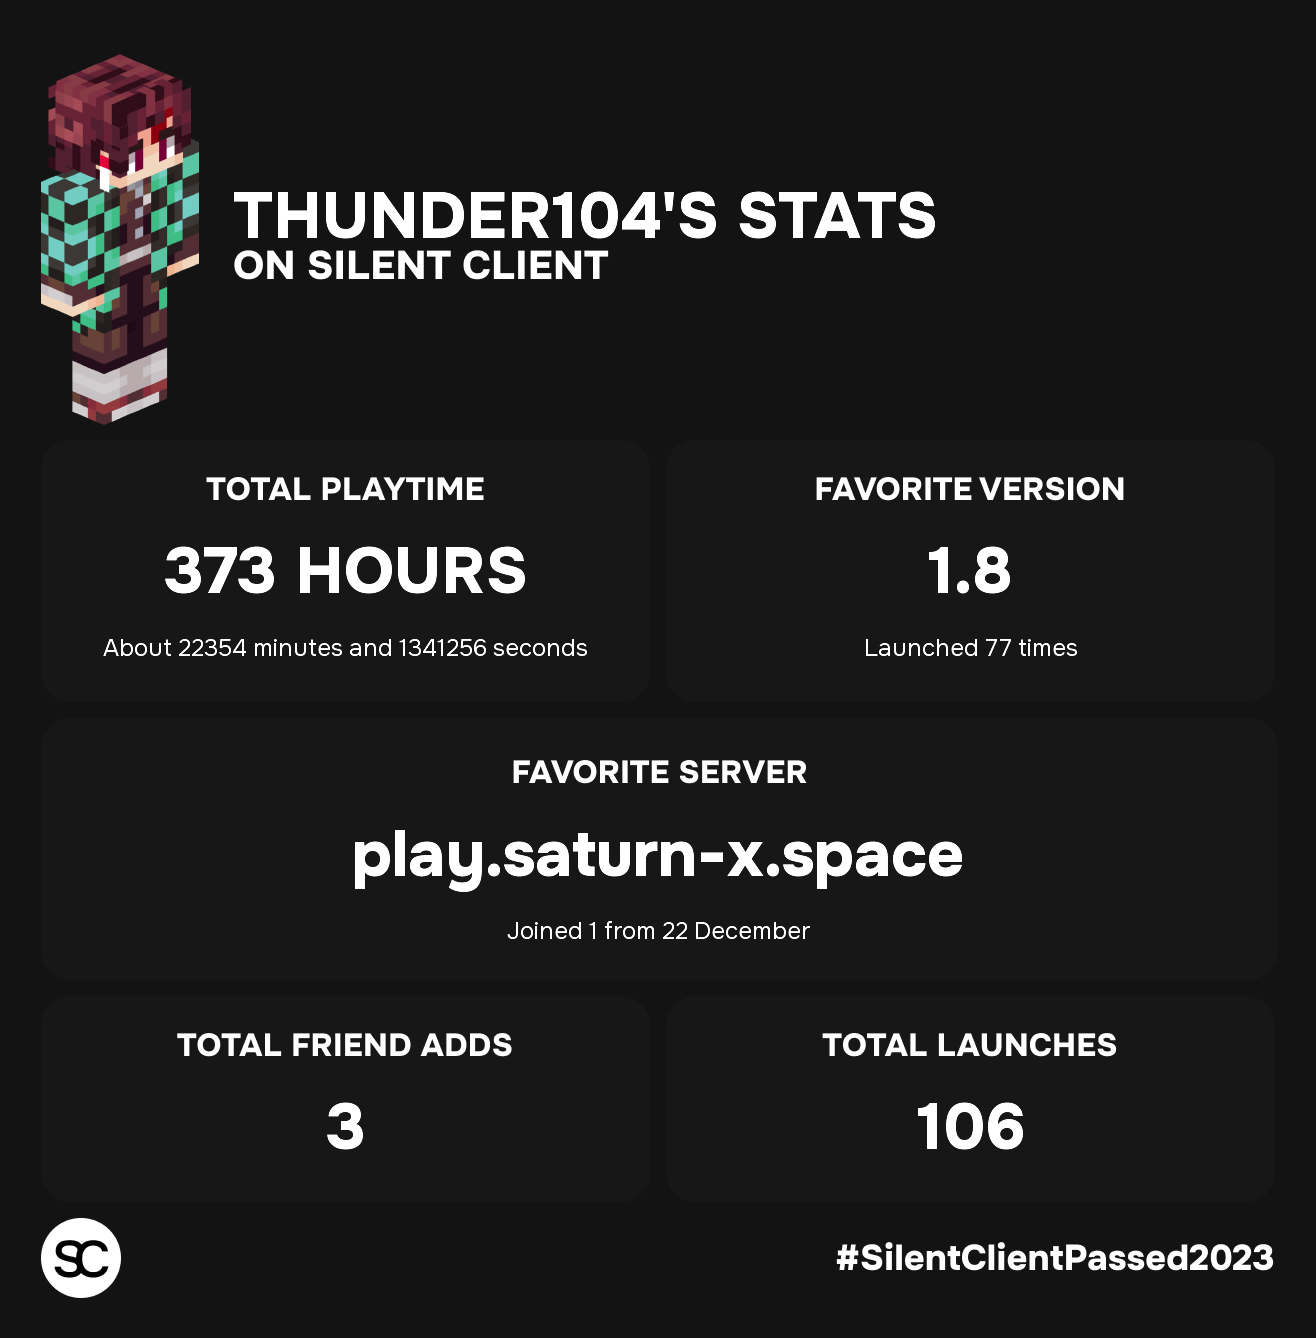 THUNDER104'S STATS
ON SILENT CLIENT
TOTAL PLAYTIME
373 HOURS
About 22354 minutes and 1341256 seconds
FAVORITE VERSION
1.8
Launched 77 times
FAVORITE SERVER
play.saturn-x.space
Joined 1 from 22 December
TOTAL FRIEND ADDS
3
TOTAL LAUNCHES
106
SC
#SilentClientPassed2023